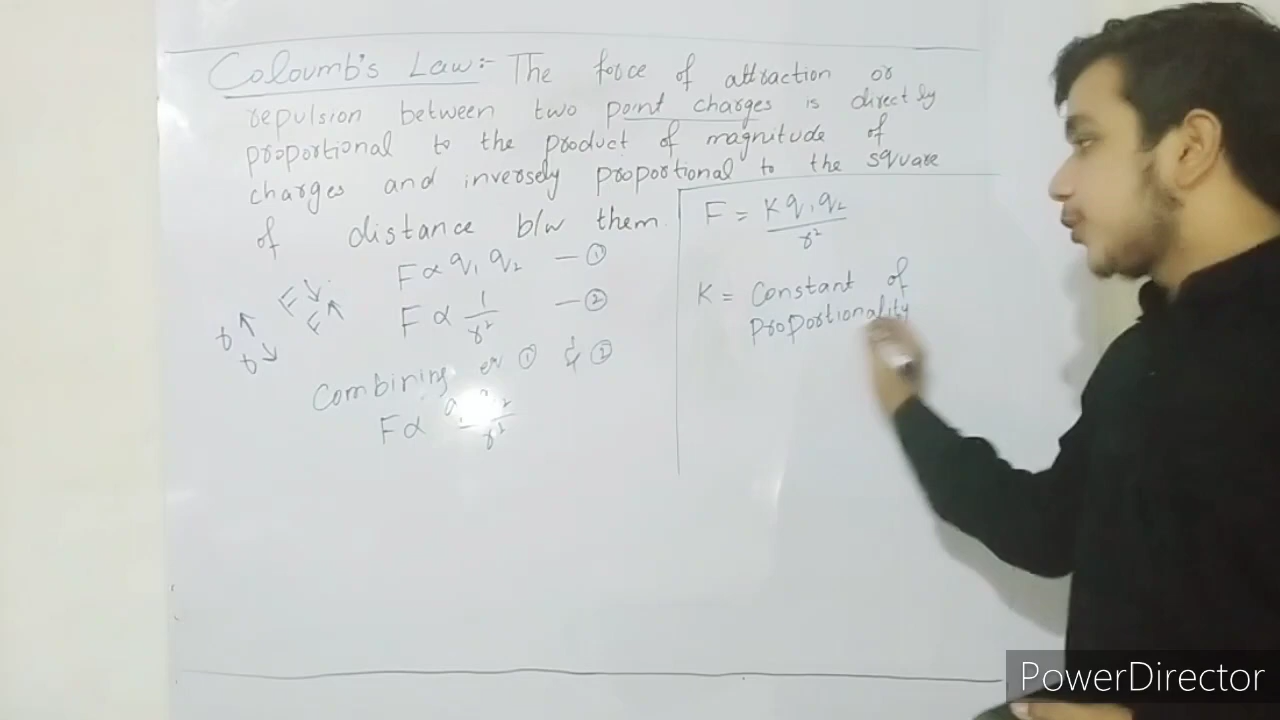 Coloumb's Law :- The force of attraction or
repulsion between two point charges is directly
proportional to the product of magnitude of
charges and inversely proportional to the square
of distance b/w them.
F ∝ q₁ q₂ — ①
F ∝ 1/r² — ②
F ↓ r ↑
F ↑ r ↓
Combining eq ① & ②
F ∝ q₁ q₂/r²
F = K q₁ q₂/r²
K = Constant of
proportionality
PowerDirector